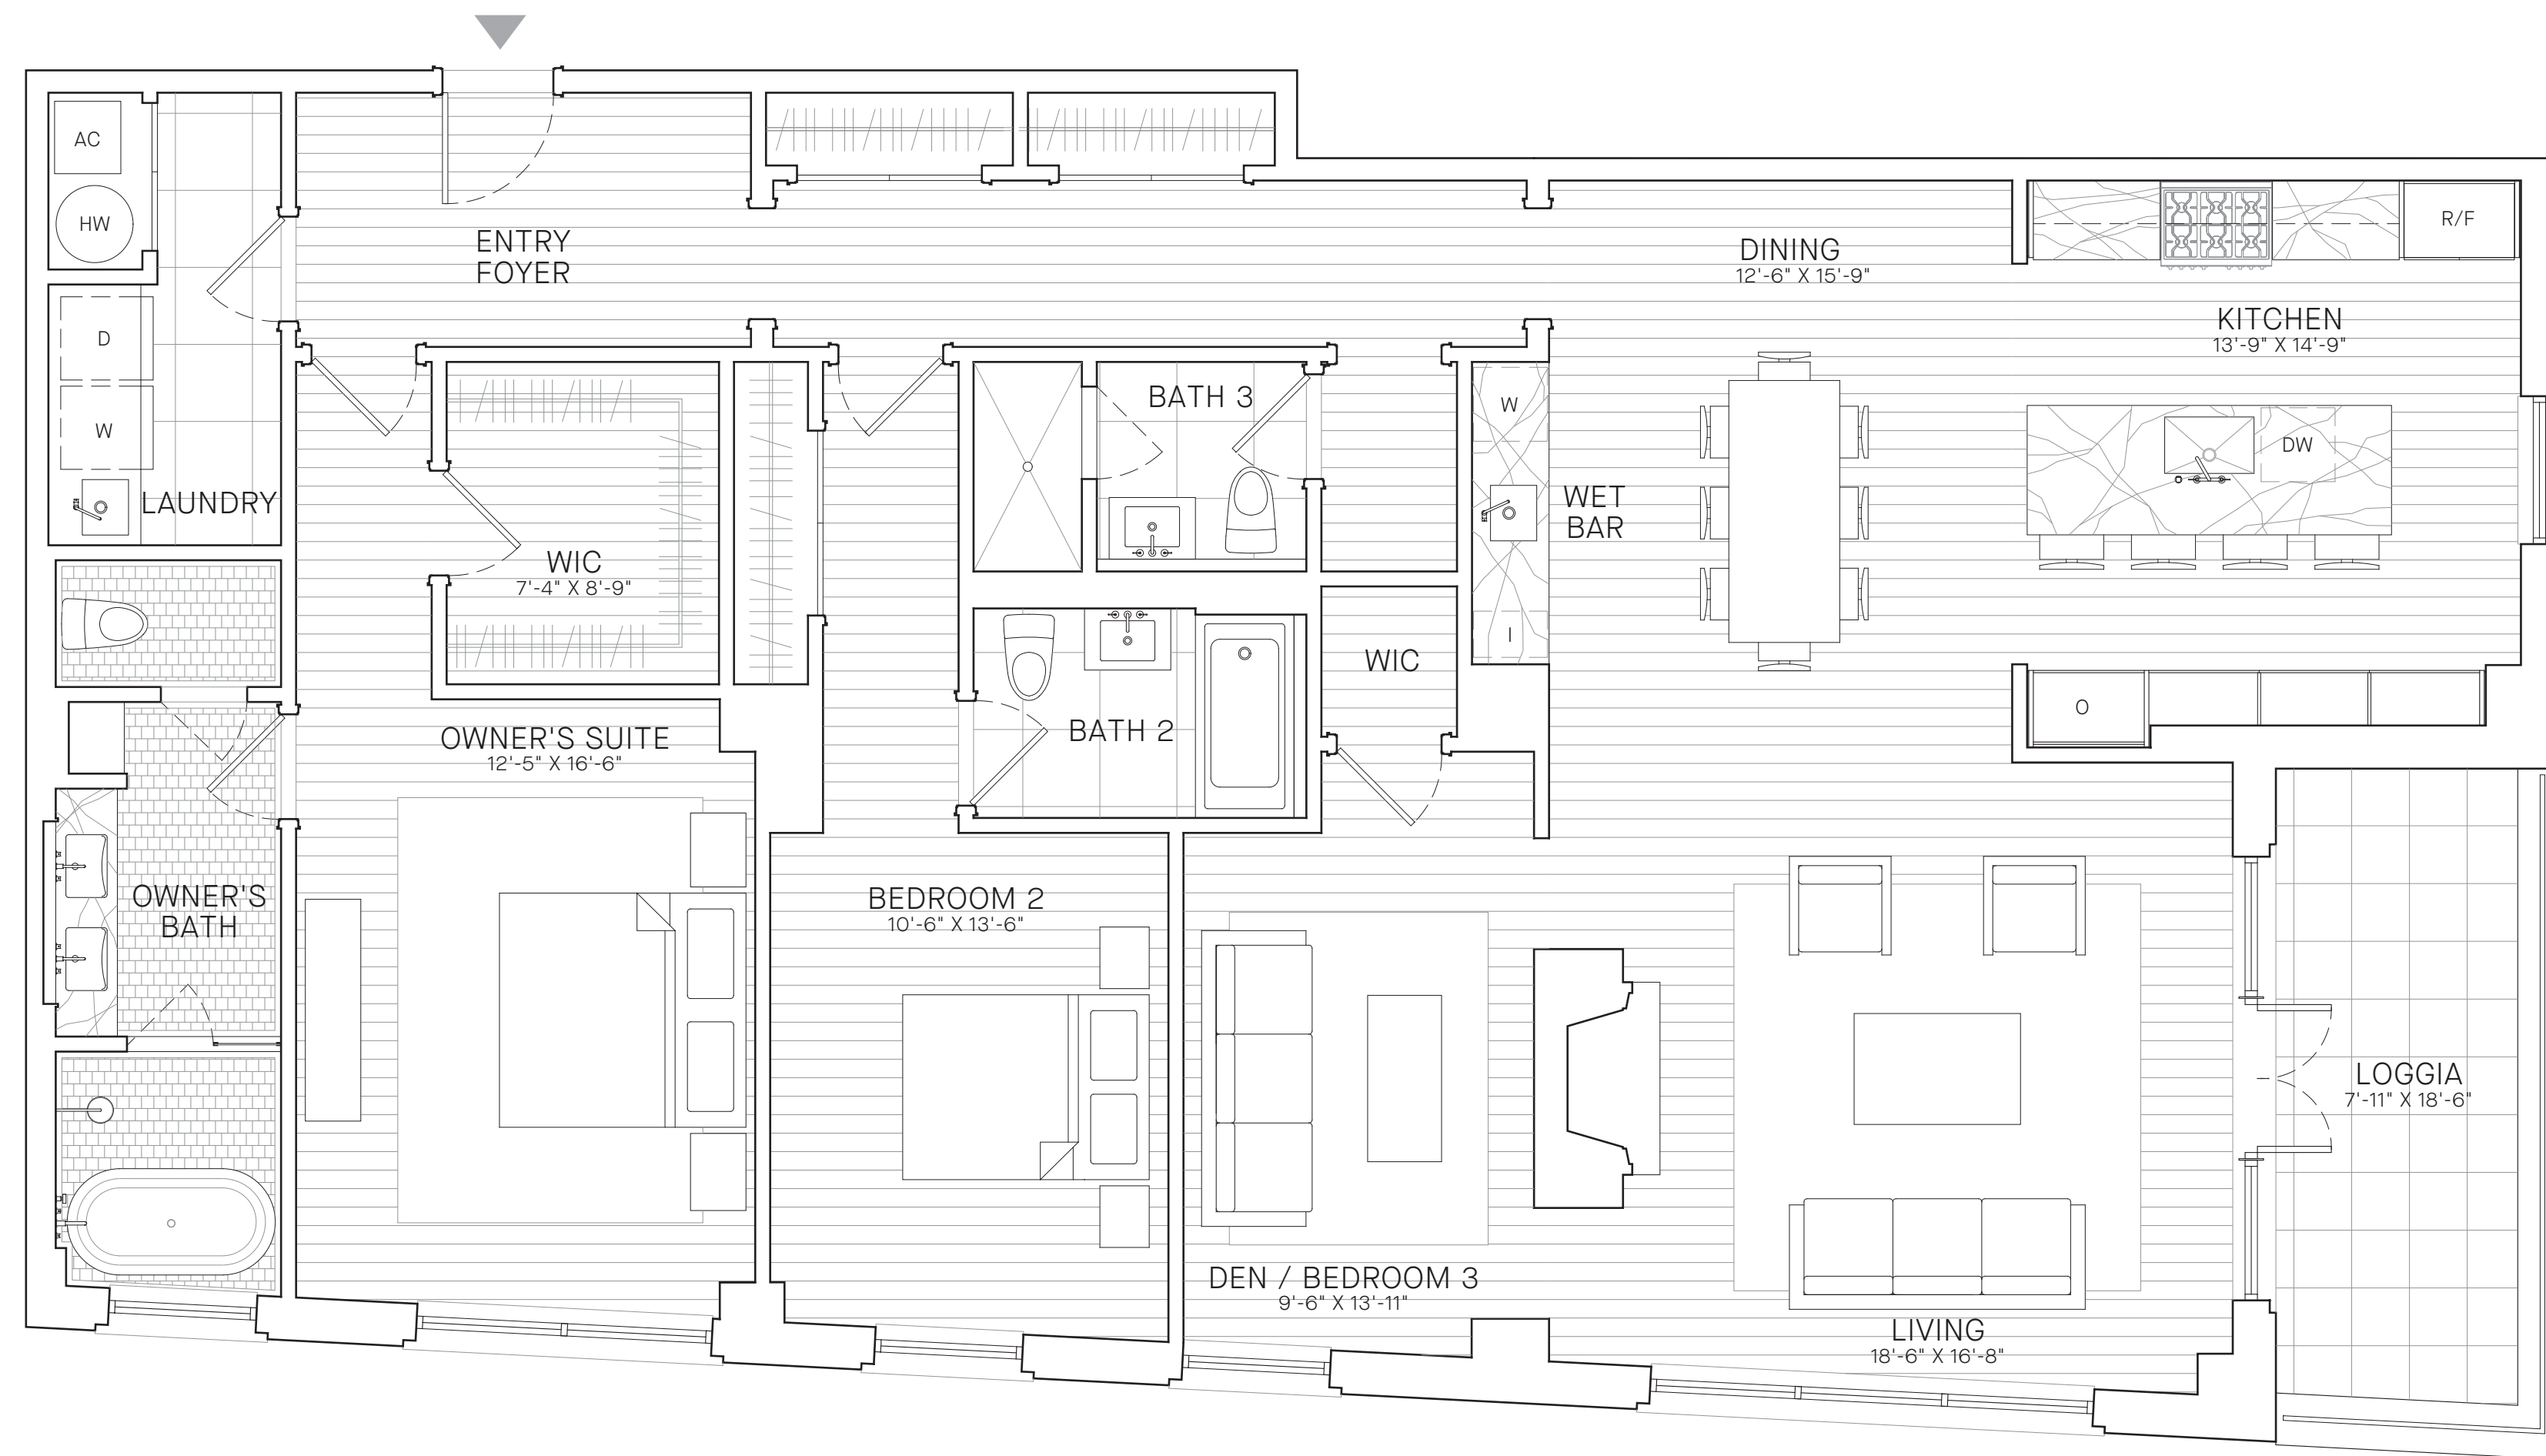 AC
HW
ENTRY
FOYER
DINING
12'-6" X 15'-9"
R/F
KITCHEN
13'-9" X 14'-9"
D
W
LAUNDRY
WIC
7'-4" X 8'-9"
BATH 3
W
WET
BAR
I
DW
WIC
BATH 2
O
OWNER'S SUITE
12'-5" X 16'-6"
OWNER'S
BATH
BEDROOM 2
10'-6" X 13'-6"
LOGGIA
7'-11" X 18'-6"
DEN / BEDROOM 3
9'-6" X 13'-11"
LIVING
18'-6" X 16'-8"